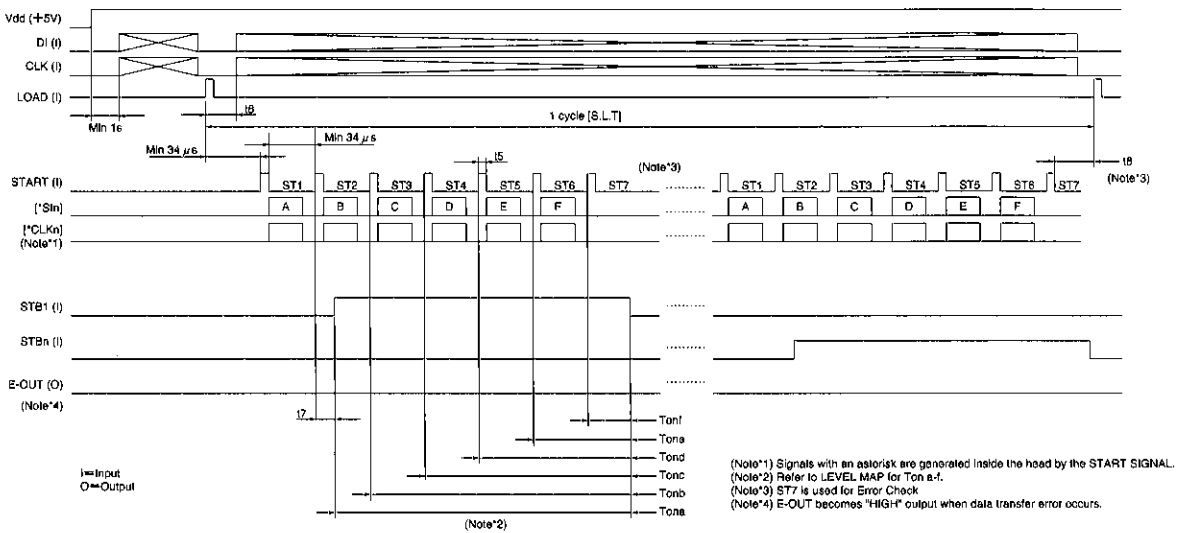 Vdd (+5V)
DI (I)
CLK (I)
LOAD (I)
Min 1s
t6
1 cycle [S.L.T]
Min 34 μs
Min 34 μs
t5
(Note*3)
t8
(Note*3)
START (I)
ST1 ST2 ST3 ST4 ST5 ST6 ST7 ........ ST1 ST2 ST3 ST4 ST5 ST6 ST7
[*SIn]
A B C D E F ........ A B C D E F
[*CLKn]
(Note*1)
STB1 (I)
STBn (I)
E-OUT (O)
(Note*4)
t7
Tonf
Tone
Tond
Tonc
Tonb
Tona
(Note*2)
I=Input
O=Output
(Note*1) Signals with an asterisk are generated inside the head by the START SIGNAL.
(Note*2) Refer to LEVEL MAP for Ton a-f.
(Note*3) ST7 is used for Error Check
(Note*4) E-OUT becomes "HIGH" output when data transfer error occurs.